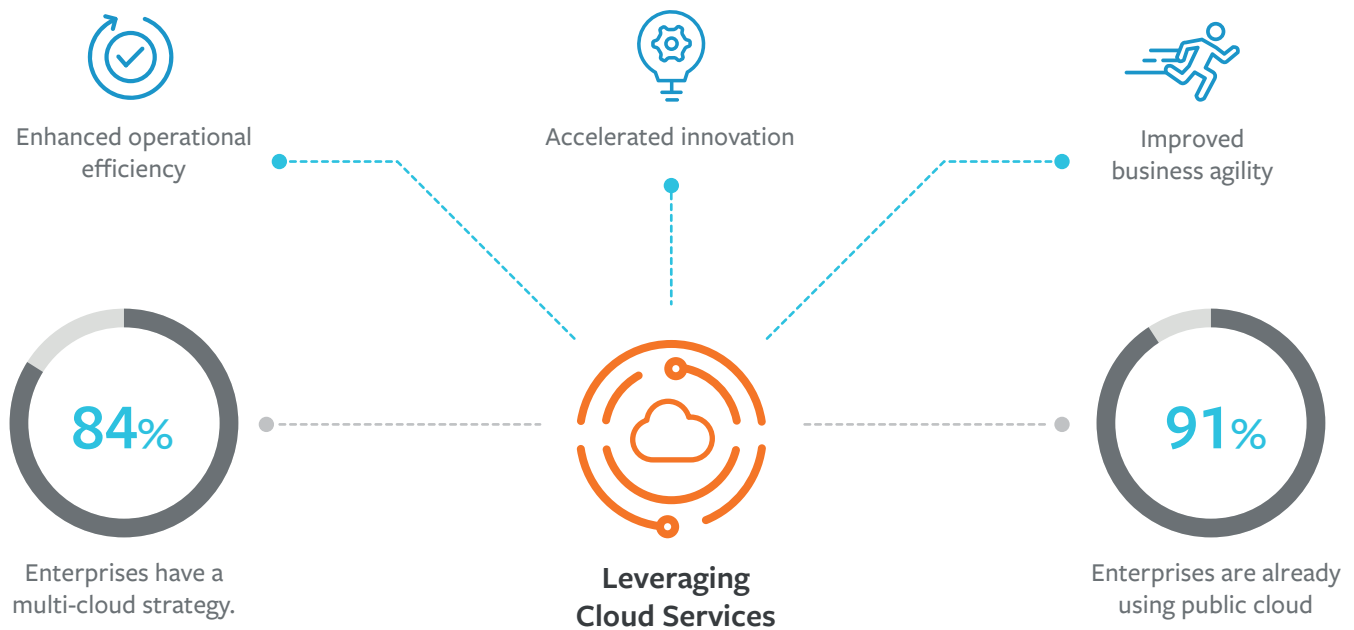 Enhanced operational
efficiency
Accelerated innovation
Improved
business agility
84%
91%
Enterprises have a
multi-cloud strategy.
Leveraging
Cloud Services
Enterprises are already
using public cloud